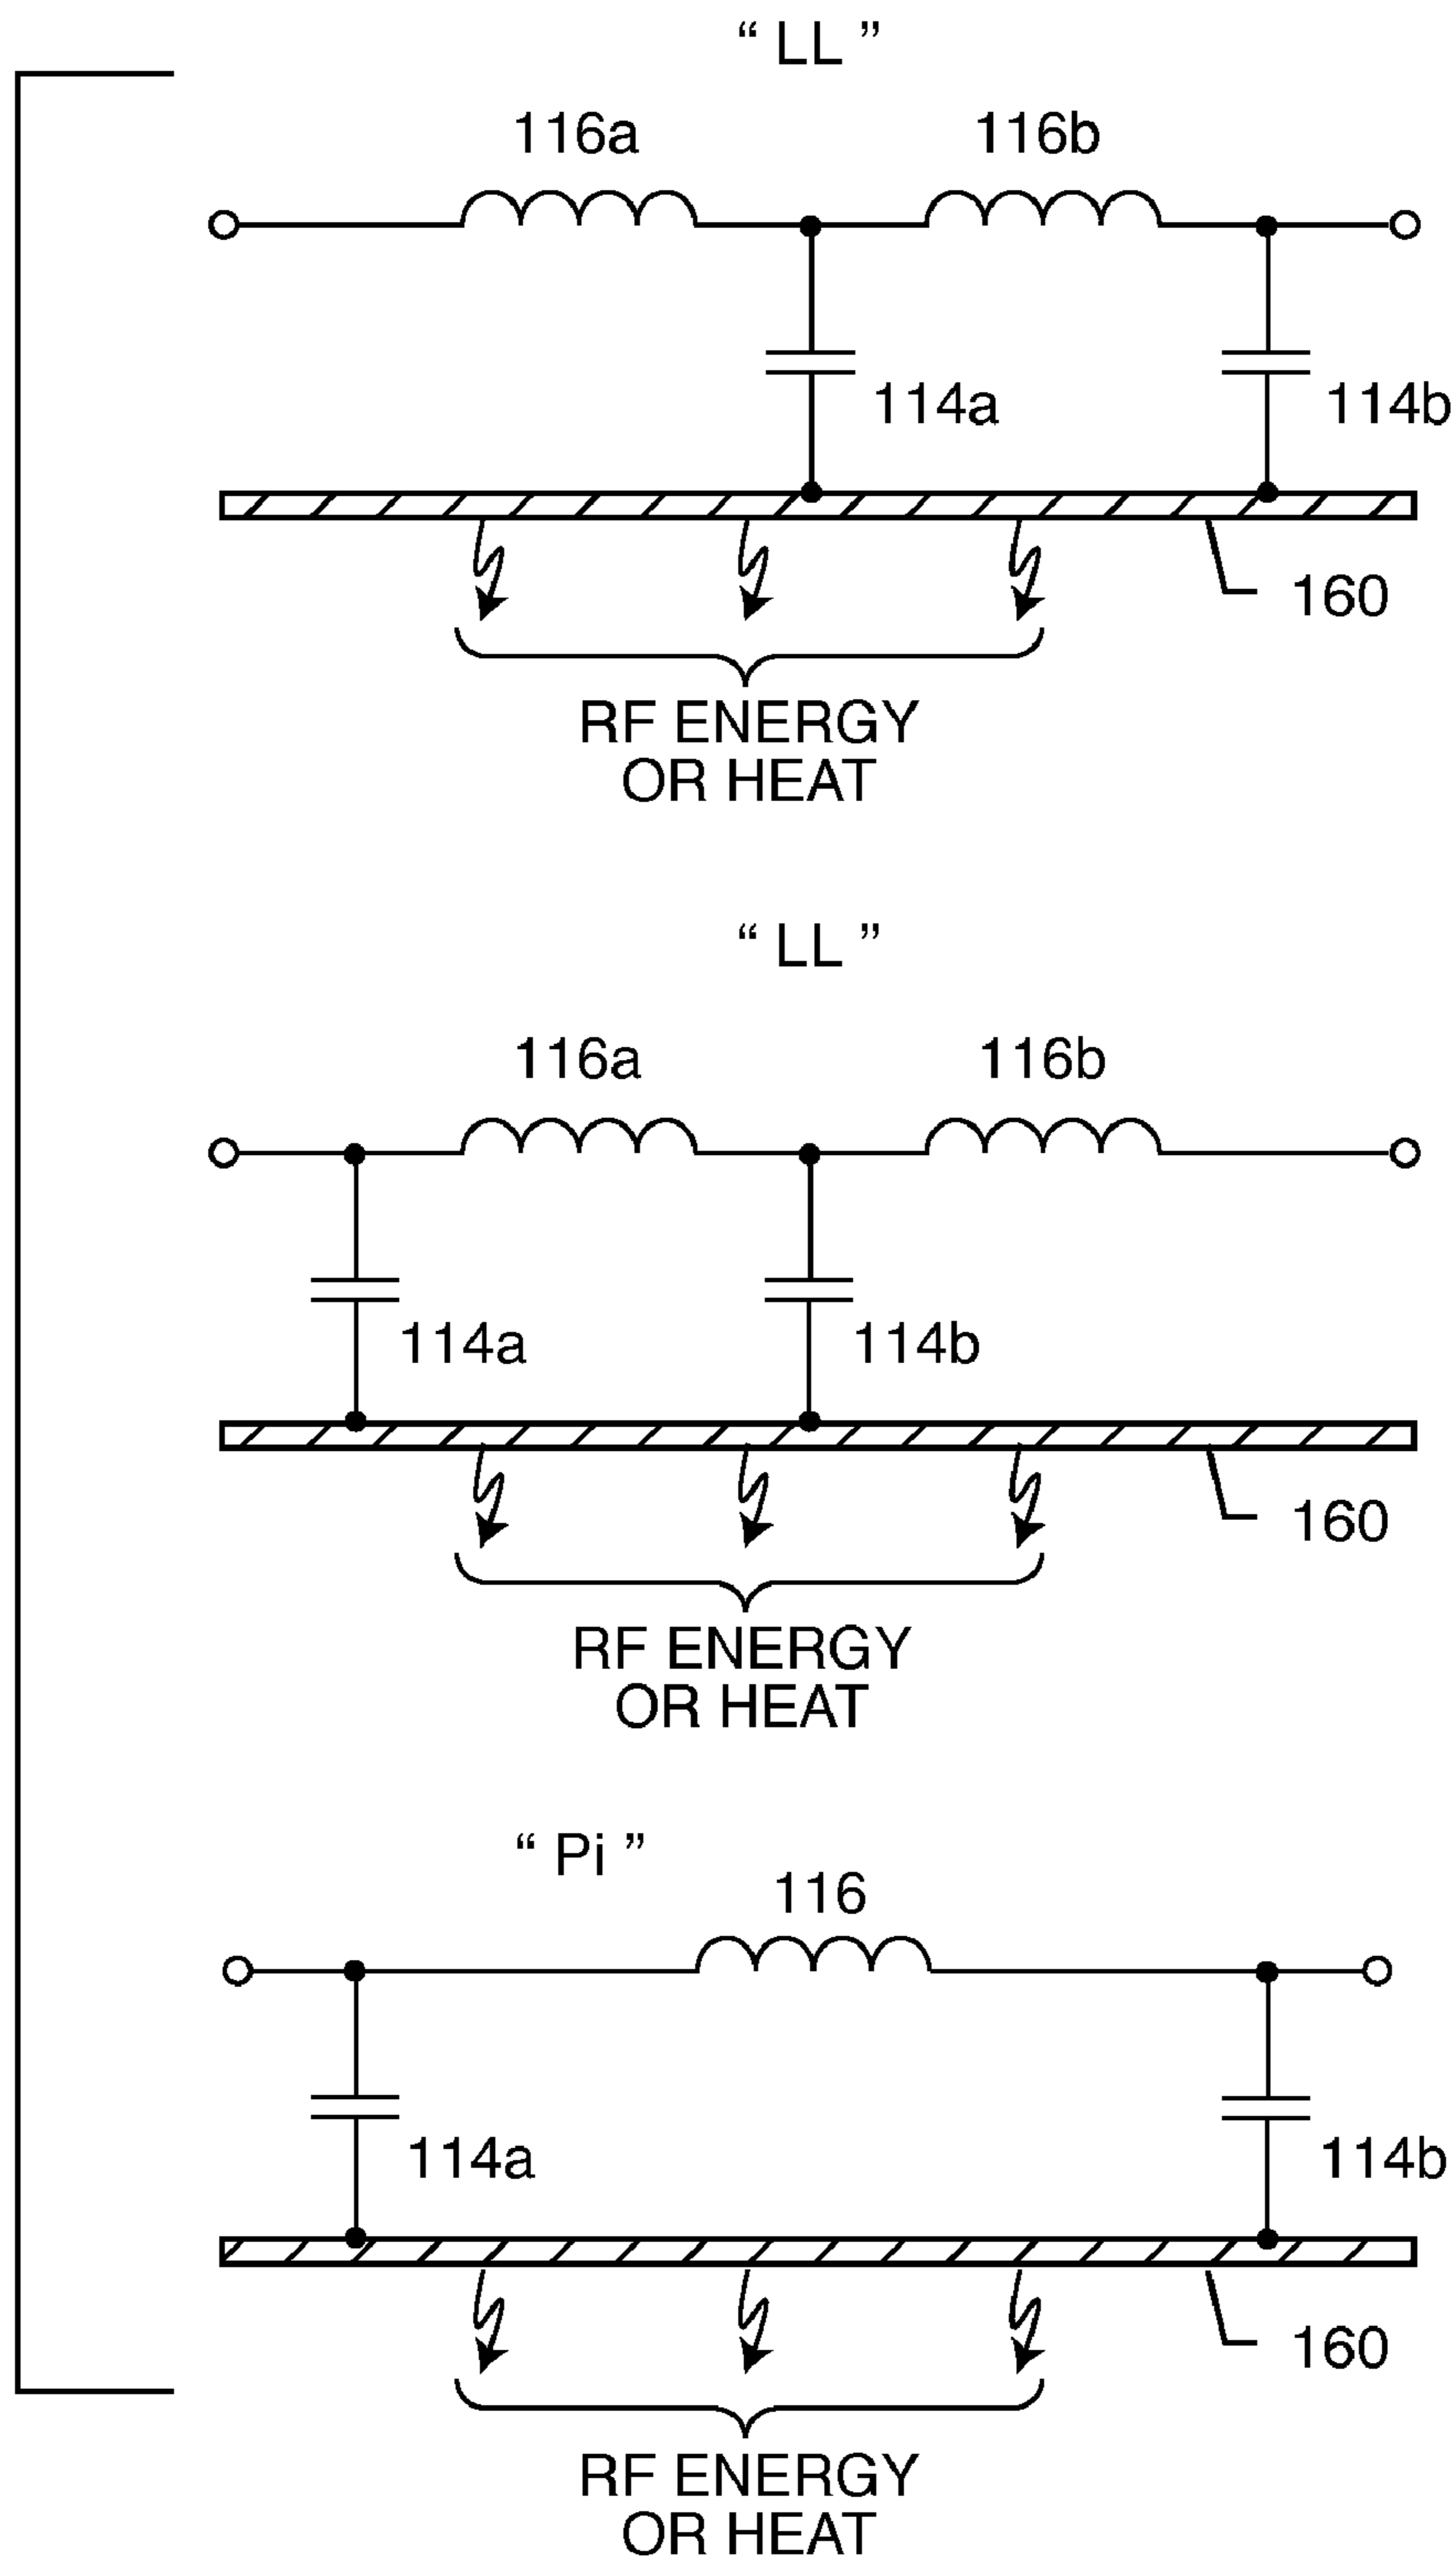 “ LL ”
116a 116b
114a 114b
160
RF ENERGY
OR HEAT
“ LL ”
116a 116b
114a 114b
160
RF ENERGY
OR HEAT
“ Pi ”
116
114a 114b
160
RF ENERGY
OR HEAT